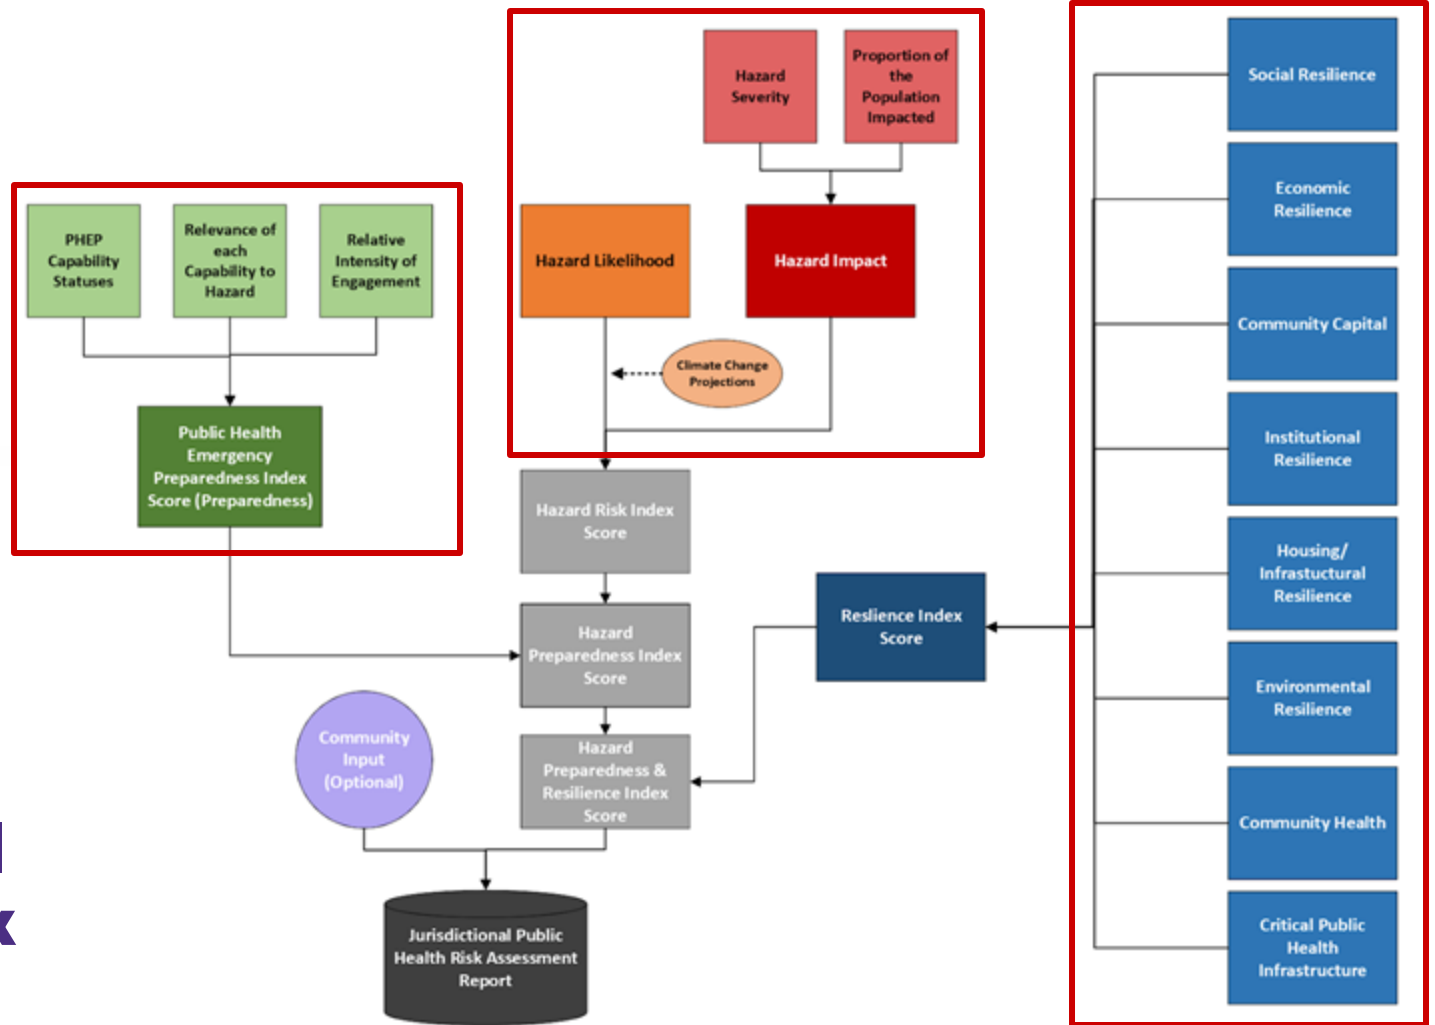 Hazard
Severity
Proportion of
the
Population
Impacted
Social Resilience
Economic
Resilience
PHEP
Capability
Statuses
Relevance of
each
Capability to
Hazard
Relative
Intensity of
Engagement
Hazard Likelihood
Hazard Impact
Community Capital
Climate Change
Projections
Public Health
Emergency
Preparedness Index
Score (Preparedness)
Institutional
Resilience
Hazard Risk Index
Score
Housing/
Infrastuctural
Resilience
Hazard
Preparedness Index
Score
Reslience Index
Score
Environmental
Resilience
Community
Input
(Optional)
Hazard
Preparedness &
Resilience Index
Score
Community Health
Jurisdictional Public
Health Risk Assessment
Report
Critical Public
Health
Infrastructure